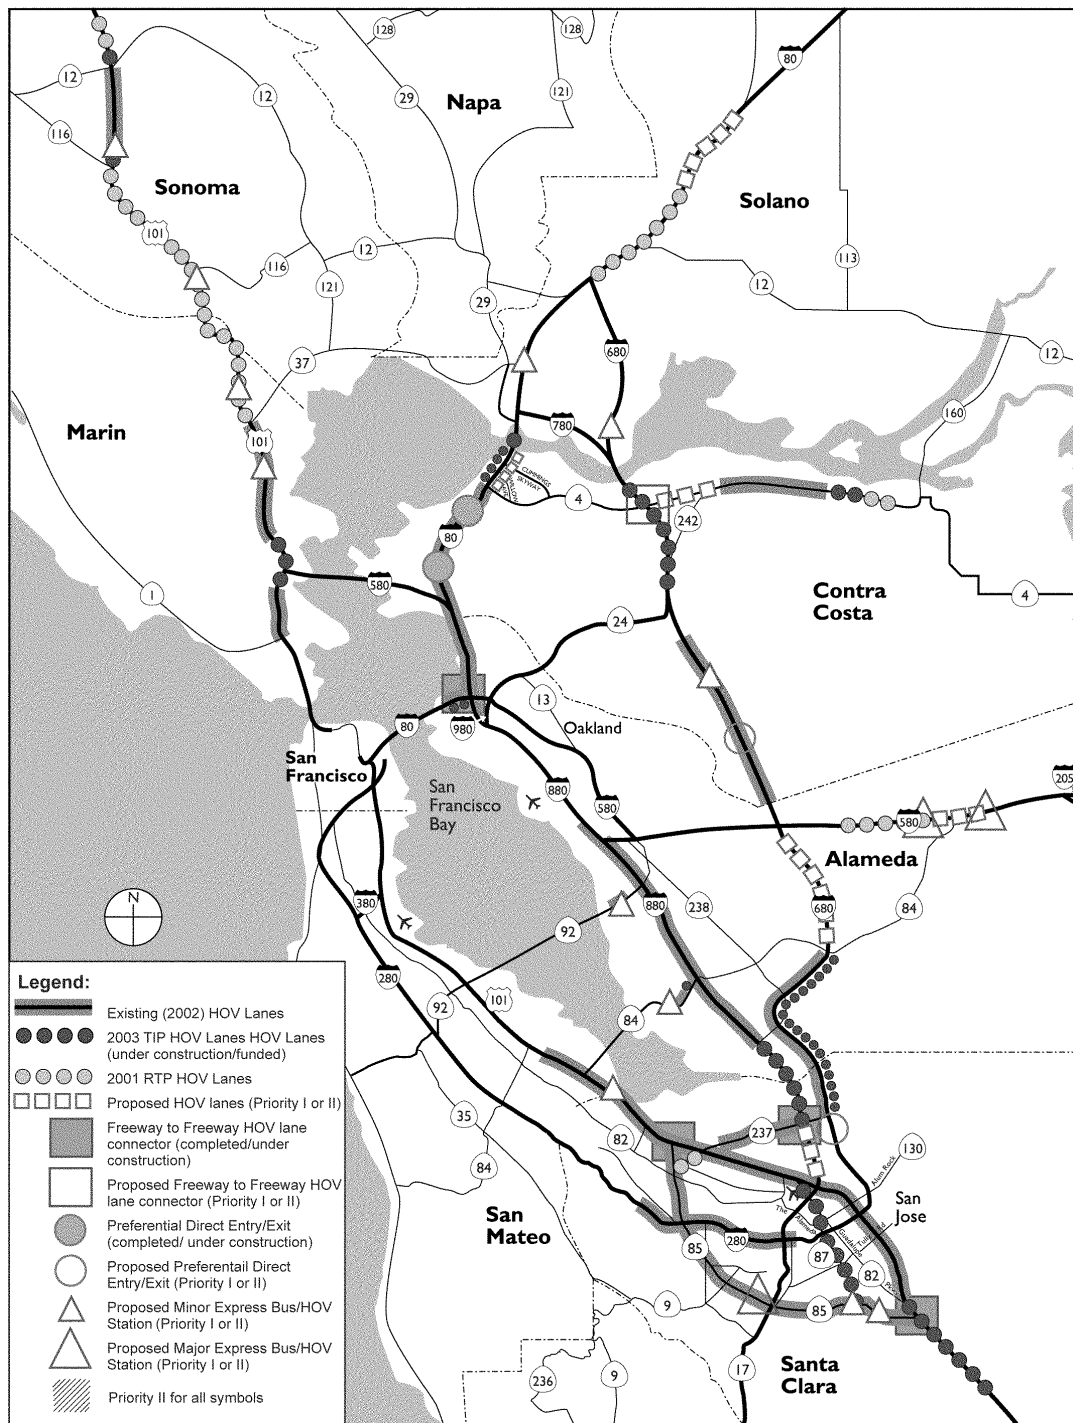 128
128
80
12
29
Napa
121
12
116
Sonoma
Solano
101
12
116
113
121
12
29
680
12
37
160
Marin
101
780
CUMMINGS
SKYWAY
4
242
80
580
1
Contra
Costa
4
24
13
80
980
Oakland
San
Francisco
San
Francisco
Bay
880
580
205
580
Alameda
N
380
880
238
680
84
92
280
92
101
84
Legend:
Existing (2002) HOV Lanes
2003 TIP HOV Lanes HOV Lanes
(under construction/funded)
2001 RTP HOV Lanes
Proposed HOV lanes (Priority I or II)
Freeway to Freeway HOV lane
connector (completed/under
construction)
Proposed Freeway to Freeway HOV
lane connector (Priority I or II)
Preferential Direct Entry/Exit
(completed/ under construction)
Proposed Preferentail Direct
Entry/Exit (Priority I or II)
Proposed Minor Express Bus/HOV
Station (Priority I or II)
Proposed Major Express Bus/HOV
Station (Priority I or II)
Priority II for all symbols
35
82
237
130
84
Alum Rock
San
Jose
San
Mateo
The Alameda
Guadalupe
280
85
87
82
9
85
236
9
17
Santa
Clara